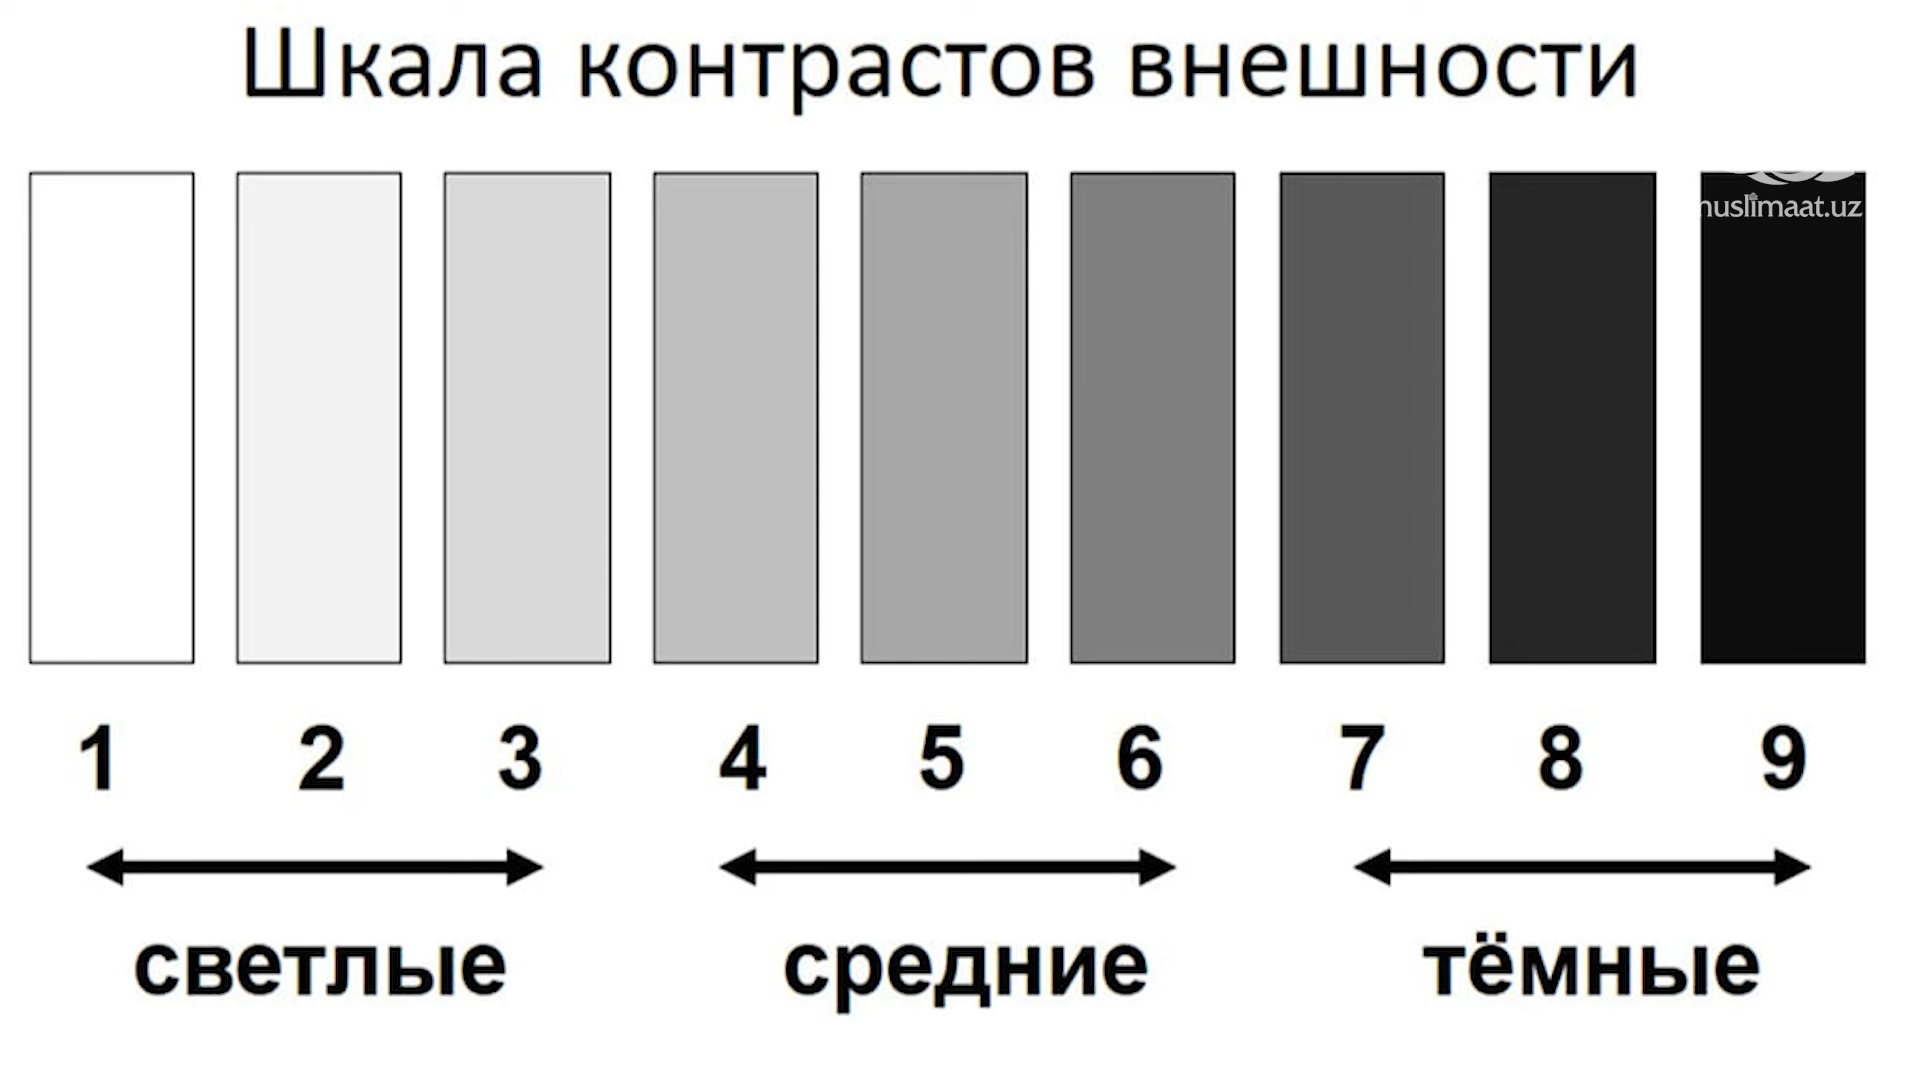 Шкала контрастов внешности
muslimaat.uz
1 2 3 4 5 6 7 8 9
светлые средние тёмные